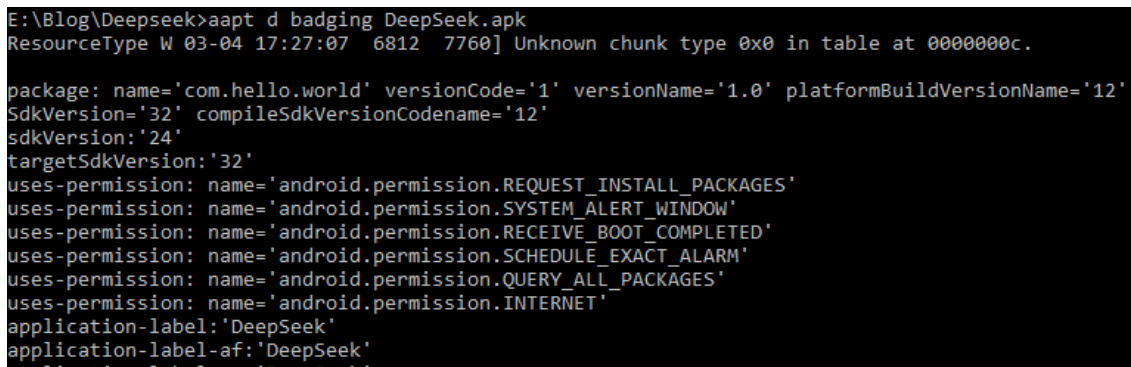 E:\Blog\Deepseek>aapt d badging DeepSeek.apk
ResourceType W 03-04 17:27:07  6812  7760] Unknown chunk type 0x0 in table at 0000000c.
package: name='com.hello.world' versionCode='1' versionName='1.0' platformBuildVersionName='12'
SdkVersion='32' compileSdkVersionCodename='12'
sdkVersion:'24'
targetSdkVersion:'32'
uses-permission: name='android.permission.REQUEST_INSTALL_PACKAGES'
uses-permission: name='android.permission.SYSTEM_ALERT_WINDOW'
uses-permission: name='android.permission.RECEIVE_BOOT_COMPLETED'
uses-permission: name='android.permission.SCHEDULE_EXACT_ALARM'
uses-permission: name='android.permission.QUERY_ALL_PACKAGES'
uses-permission: name='android.permission.INTERNET'
application-label:'DeepSeek'
application-label-af:'DeepSeek'